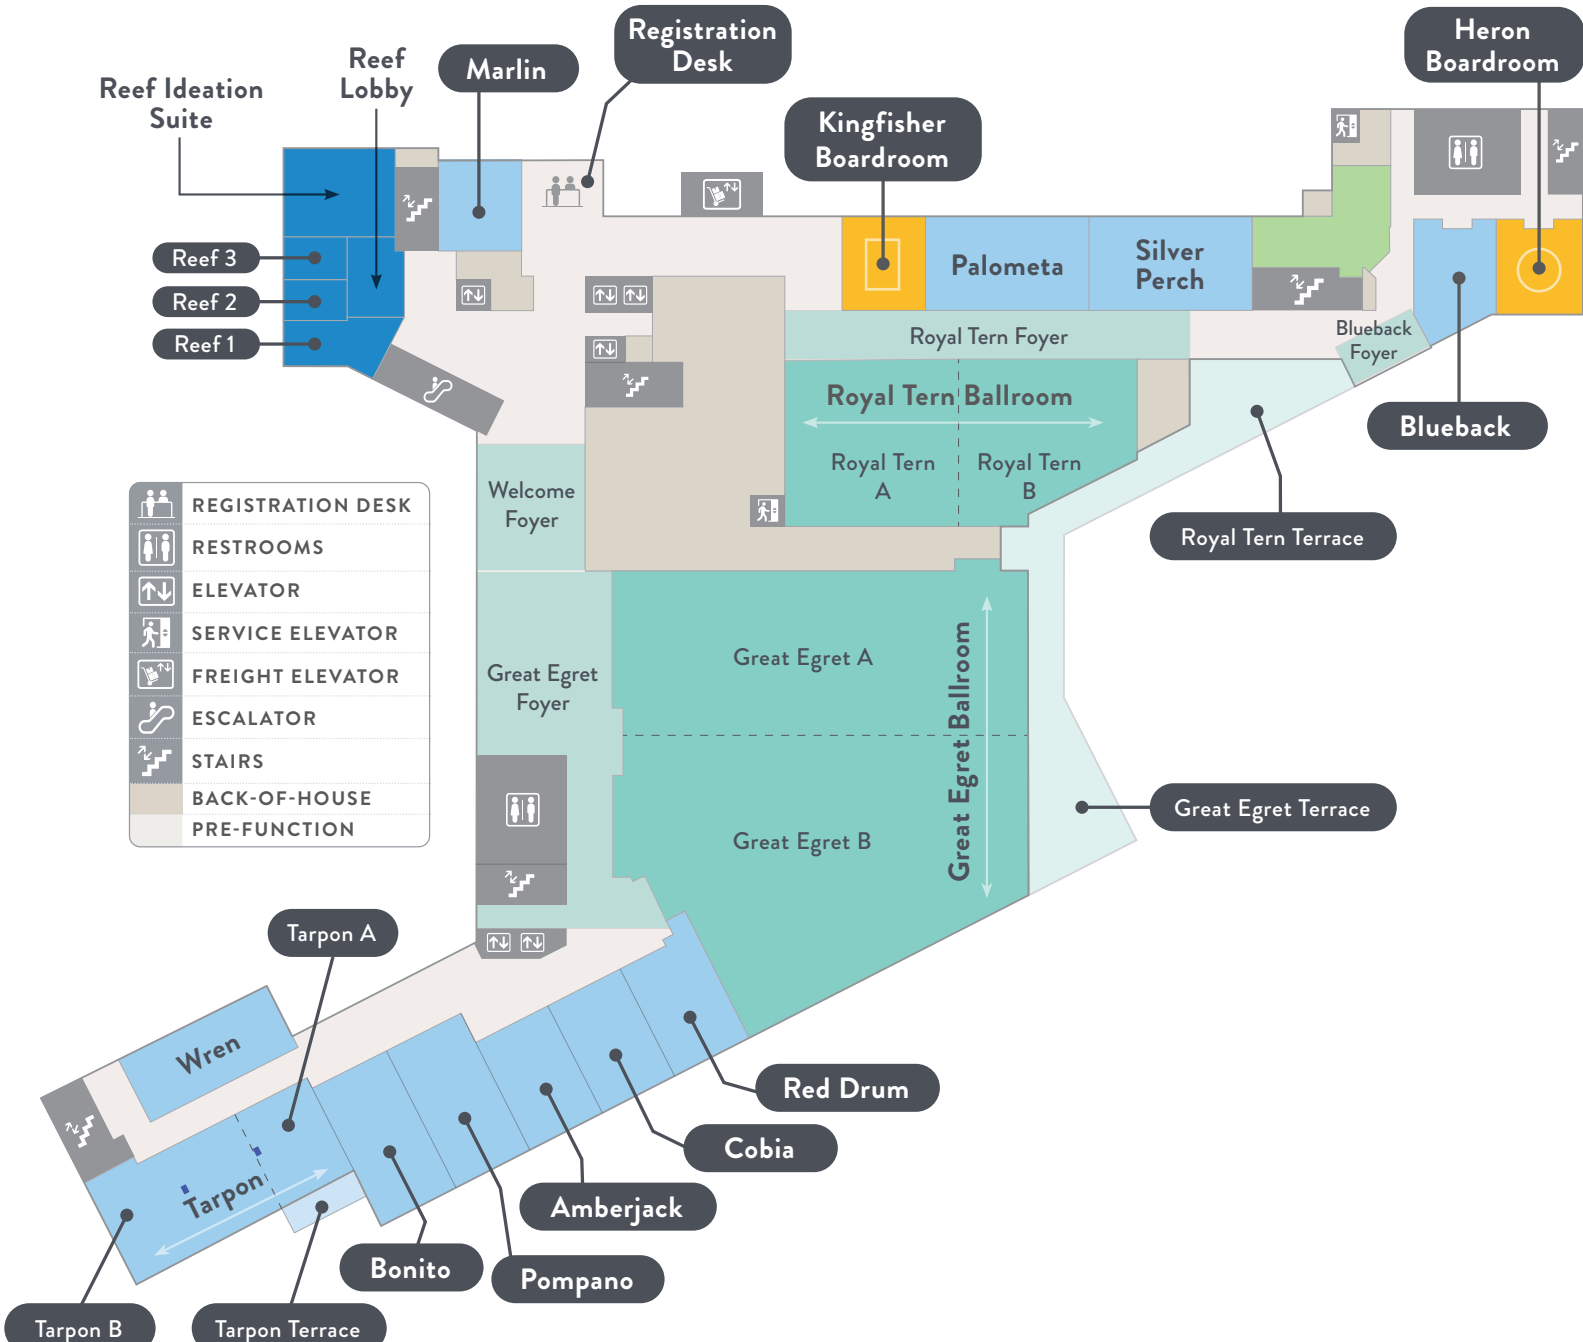 Registration
Desk
Heron
Boardroom
Reef
Lobby
Marlin
Reef Ideation
Suite
Kingfisher
Boardroom
Reef 3
Reef 2
Reef 1
Palometa
Silver
Perch
Royal Tern Foyer
Blueback
Foyer
Royal Tern Ballroom
Blueback
Royal Tern
A
Royal Tern
B
Welcome
Foyer
Royal Tern Terrace
REGISTRATION DESK
RESTROOMS
ELEVATOR
SERVICE ELEVATOR
FREIGHT ELEVATOR
ESCALATOR
STAIRS
BACK-OF-HOUSE
PRE-FUNCTION
Great Egret
Foyer
Great Egret A
Great Egret Ballroom
Great Egret B
Great Egret Terrace
Tarpon A
Wren
Red Drum
Cobia
Tarpon
Amberjack
Bonito
Pompano
Tarpon B
Tarpon Terrace